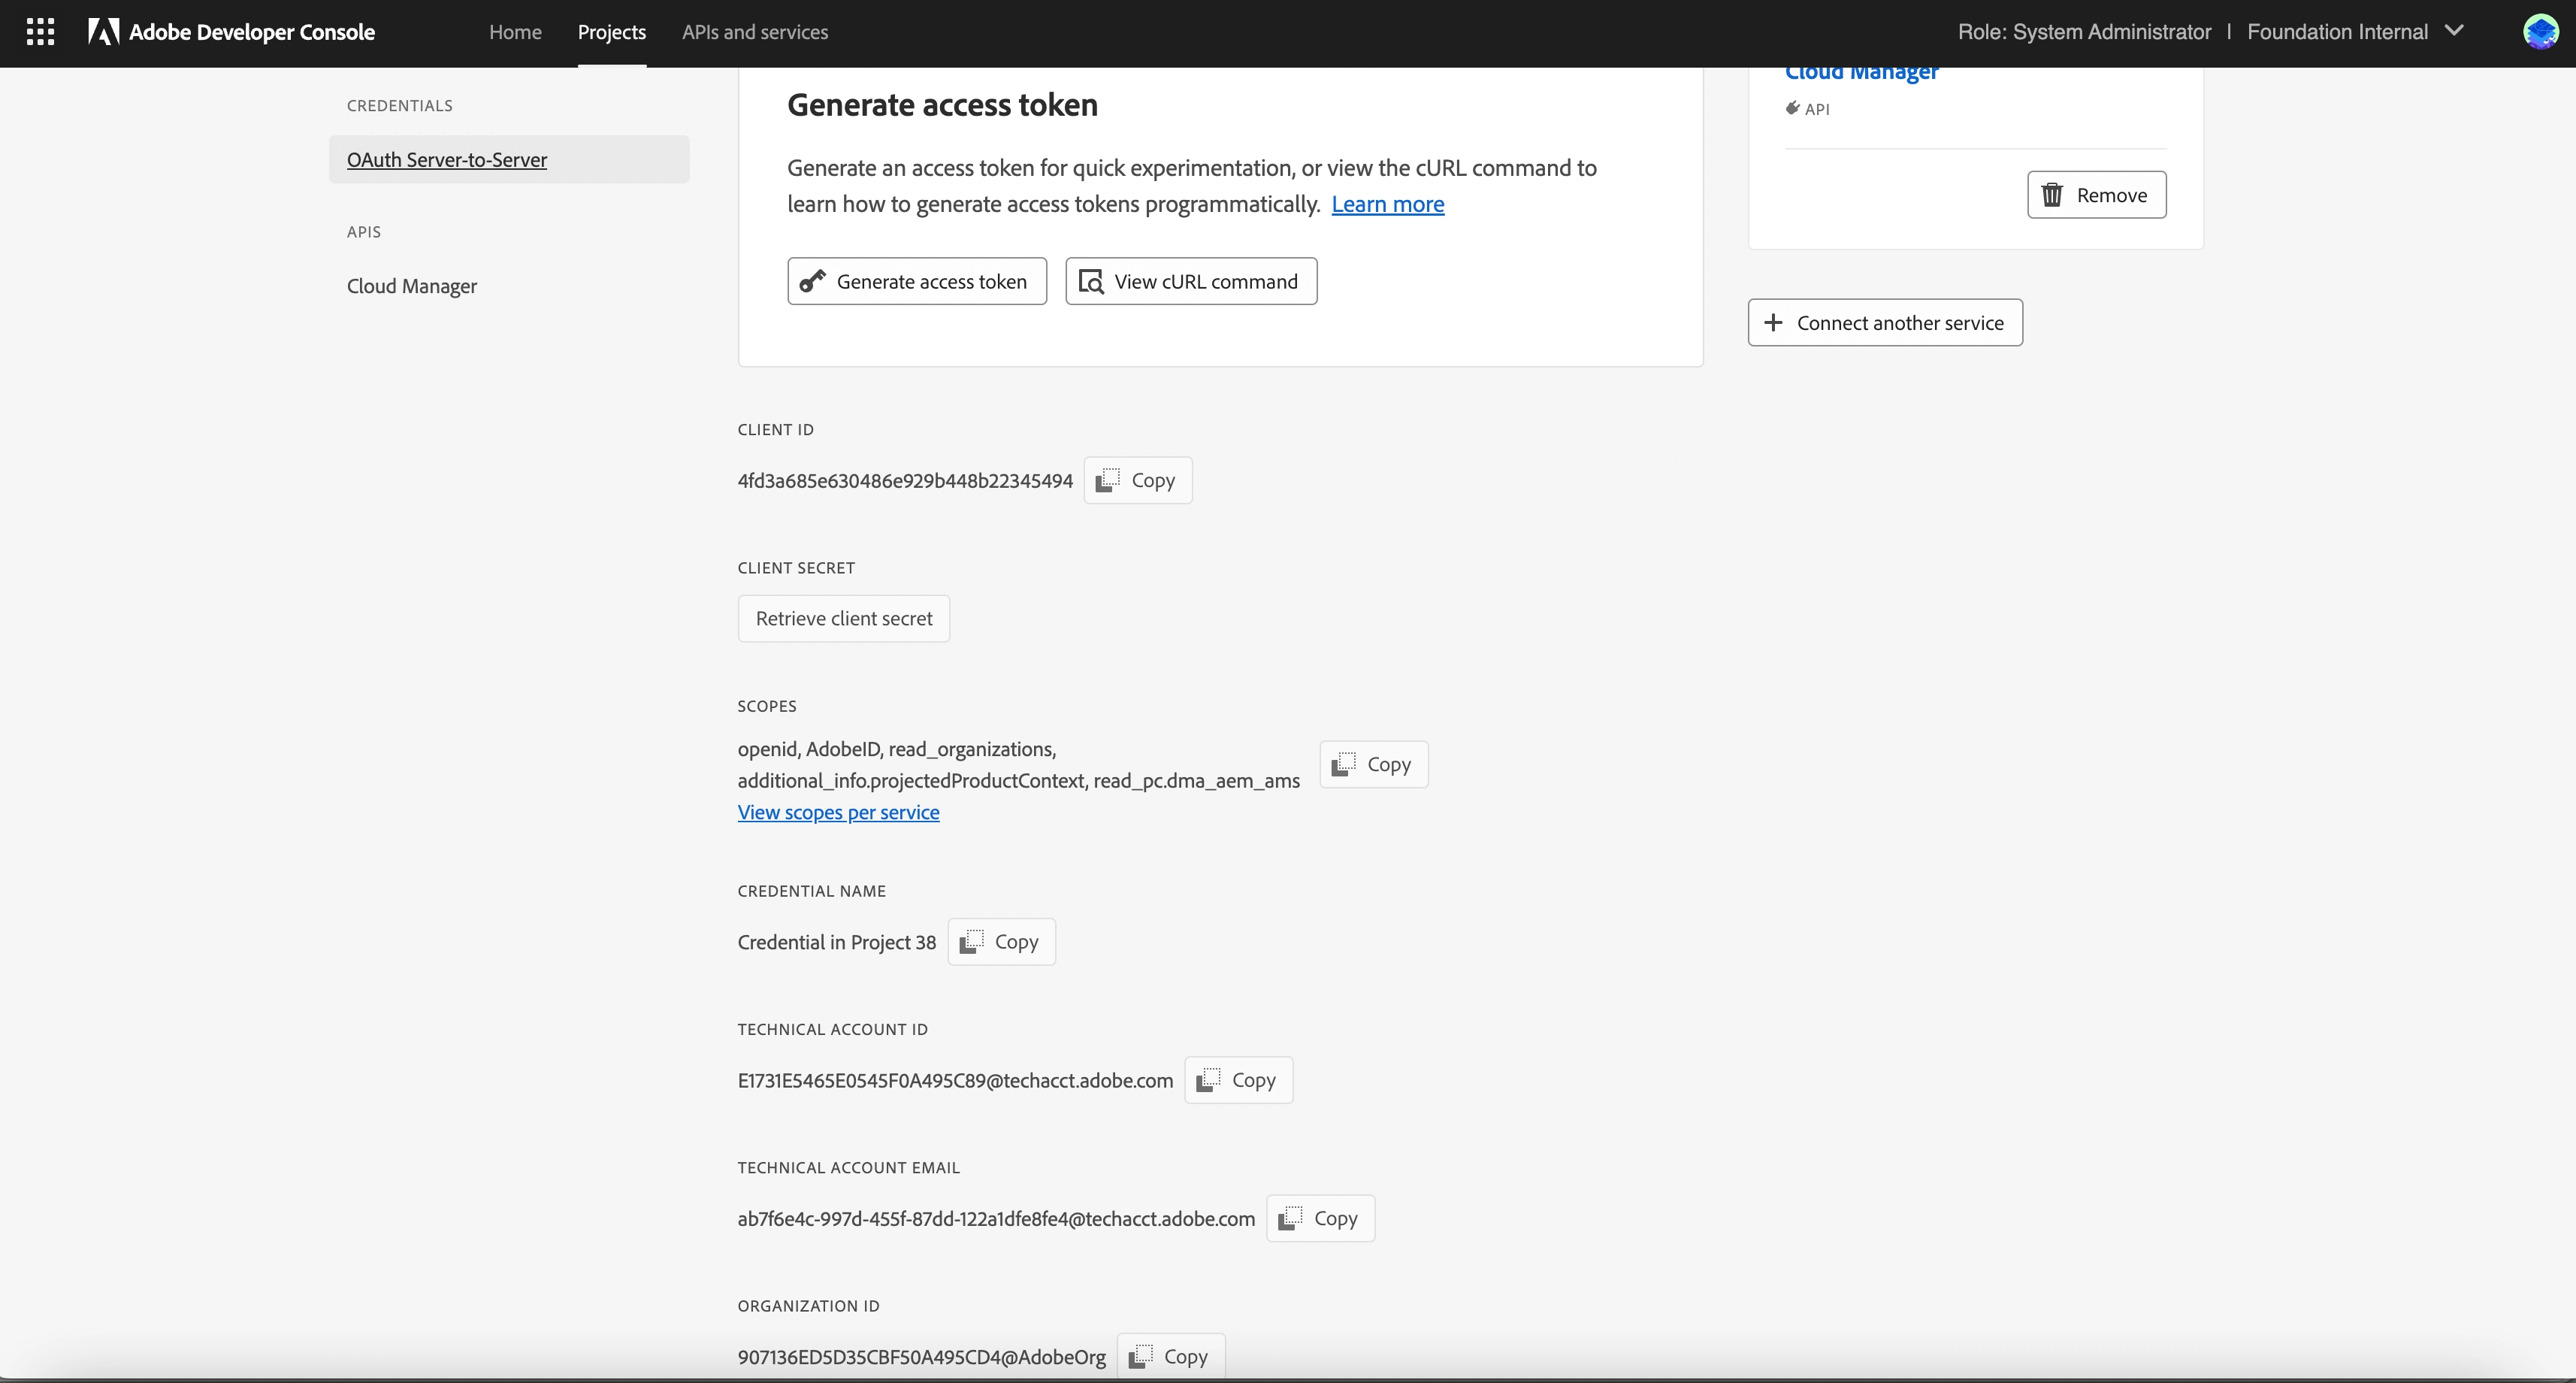 Adobe Developer Console
Home
Projects
APIs and services
Role: System Administrator | Foundation Internal
CREDENTIALS
OAuth Server-to-Server
APIS
Cloud Manager
Generate access token
Generate an access token for quick experimentation, or view the cURL command to
learn how to generate access tokens programmatically. Learn more
Generate access token
View cURL command
Cloud Manager
API
Remove
Connect another service
CLIENT ID
4fd3a685e630486e929b448b22345494
Copy
CLIENT SECRET
Retrieve client secret
SCOPES
openid, AdobeID, read_organizations,
additional_info.projectedProductContext, read_pc.dma_aem_ams
Copy
View scopes per service
CREDENTIAL NAME
Credential in Project 38
Copy
TECHNICAL ACCOUNT ID
E1731E5465E0545F0A495C89@techacct.adobe.com
Copy
TECHNICAL ACCOUNT EMAIL
ab7f6e4c-997d-455f-87dd-122a1dfe8fe4@techacct.adobe.com
Copy
ORGANIZATION ID
907136ED5D35CBF50A495CD4@AdobeOrg
Copy